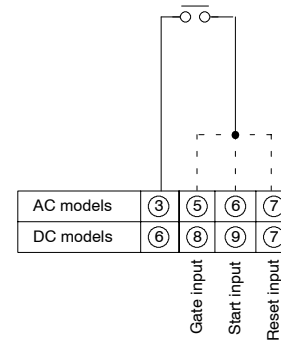 AC models 3 5 6 7
DC models 6 8 9 7
Gate input
Start input
Reset input